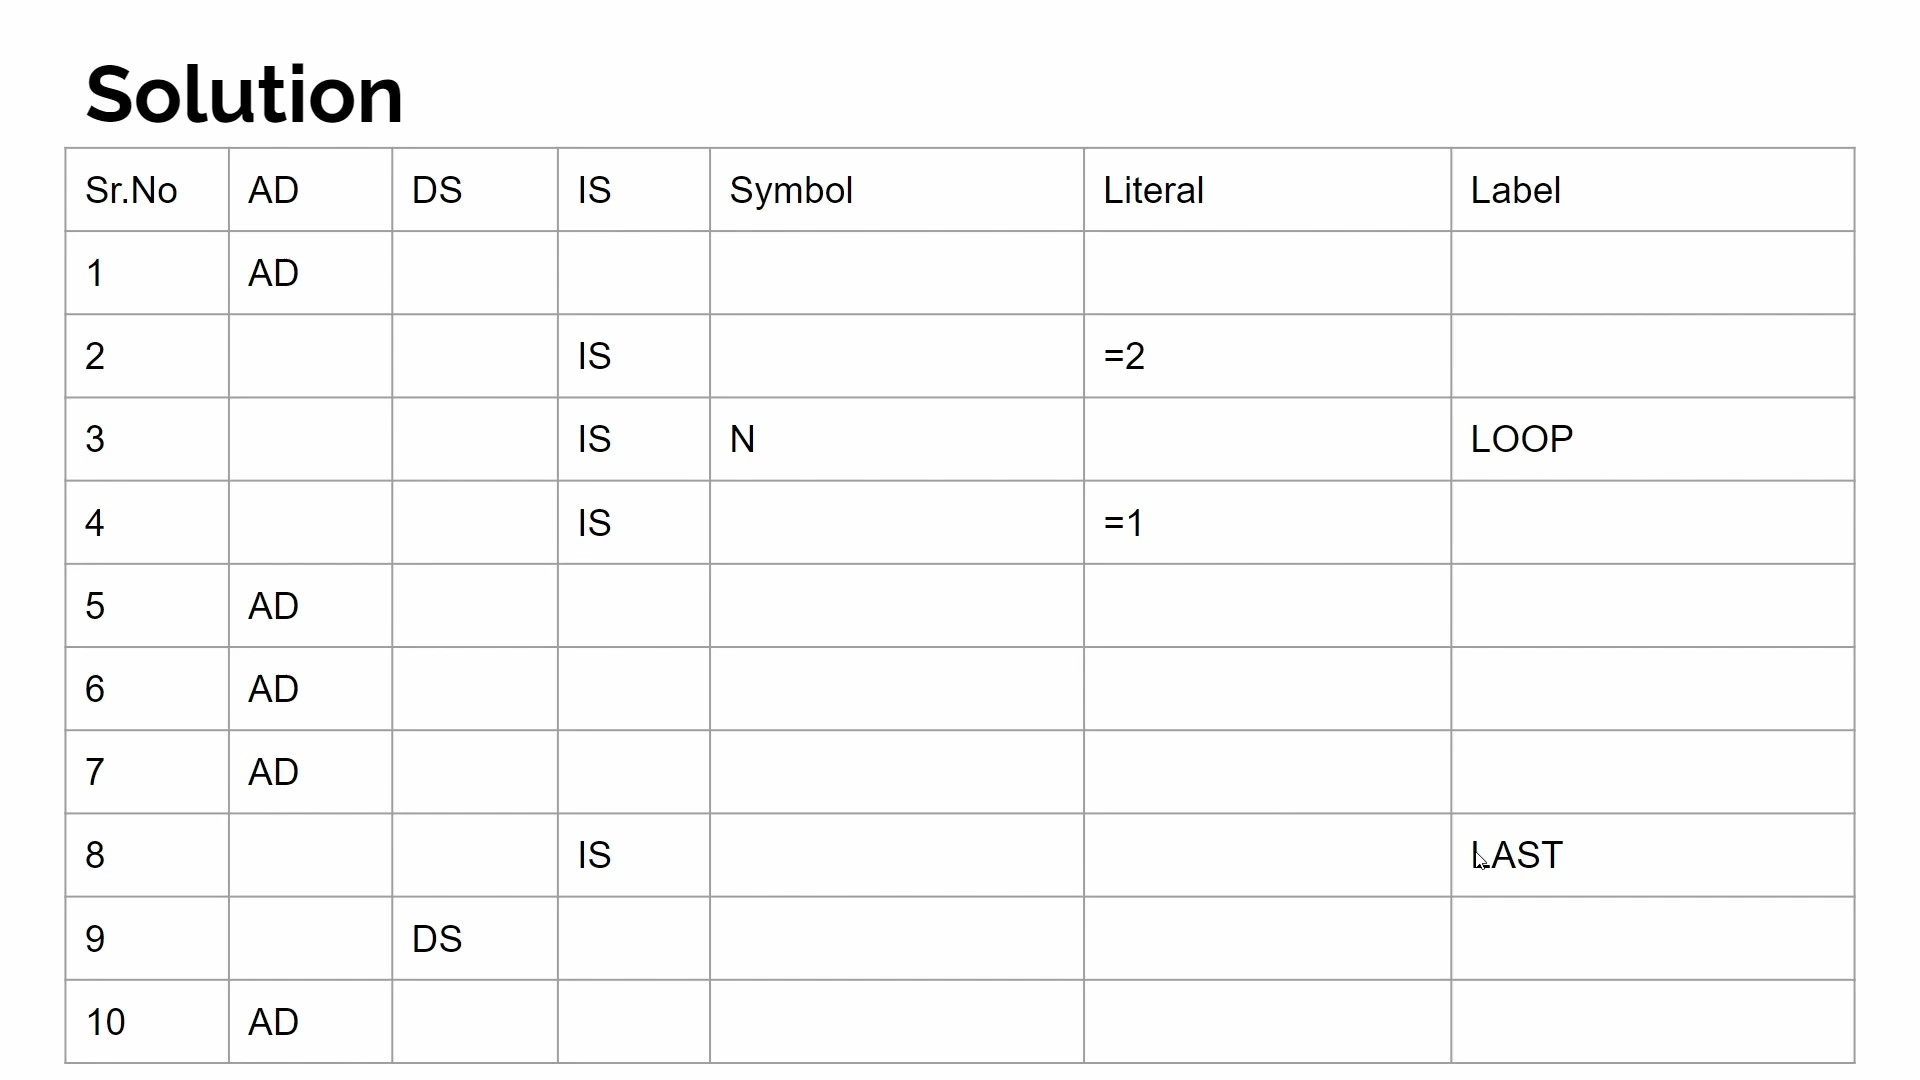 Solution
Sr.No AD DS IS Symbol Literal Label
1 AD
2 IS =2
3 IS N LOOP
4 IS =1
5 AD
6 AD
7 AD
8 IS LAST
9 DS
10 AD